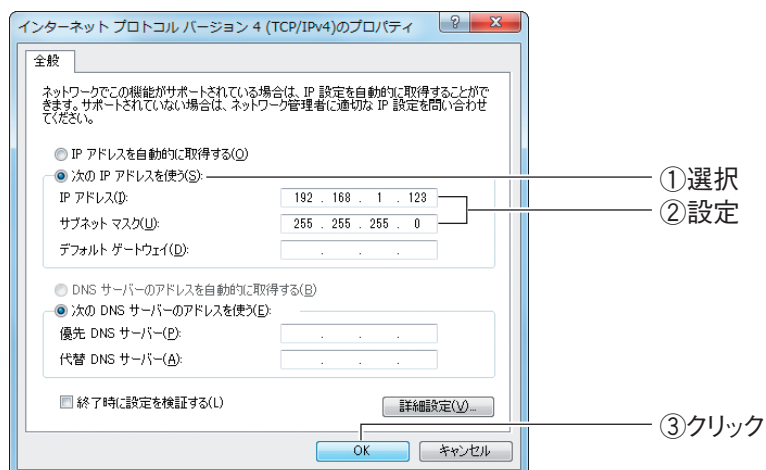 インターネット プロトコル バージョン 4 (TCP/IPv4)のプロパティ
全般
ネットワークでこの機能がサポートされている場合は、IP 設定を自動的に取得することがで
きます。サポートされていない場合は、ネットワーク管理者に適切な IP 設定を問い合わせ
てください。
IP アドレスを自動的に取得する(O)
次の IP アドレスを使う(S):
①選択
IP アドレス(I):
192 . 168 . 1 . 123
②設定
サブネット マスク(U):
255 . 255 . 255 . 0
デフォルト ゲートウェイ(D):
. . .
DNS サーバーのアドレスを自動的に取得する(B)
次の DNS サーバーのアドレスを使う(E):
優先 DNS サーバー(P):
. . .
代替 DNS サーバー(A):
. . .
終了時に設定を検証する(L)
詳細設定(V)...
③クリック
OK
キャンセル